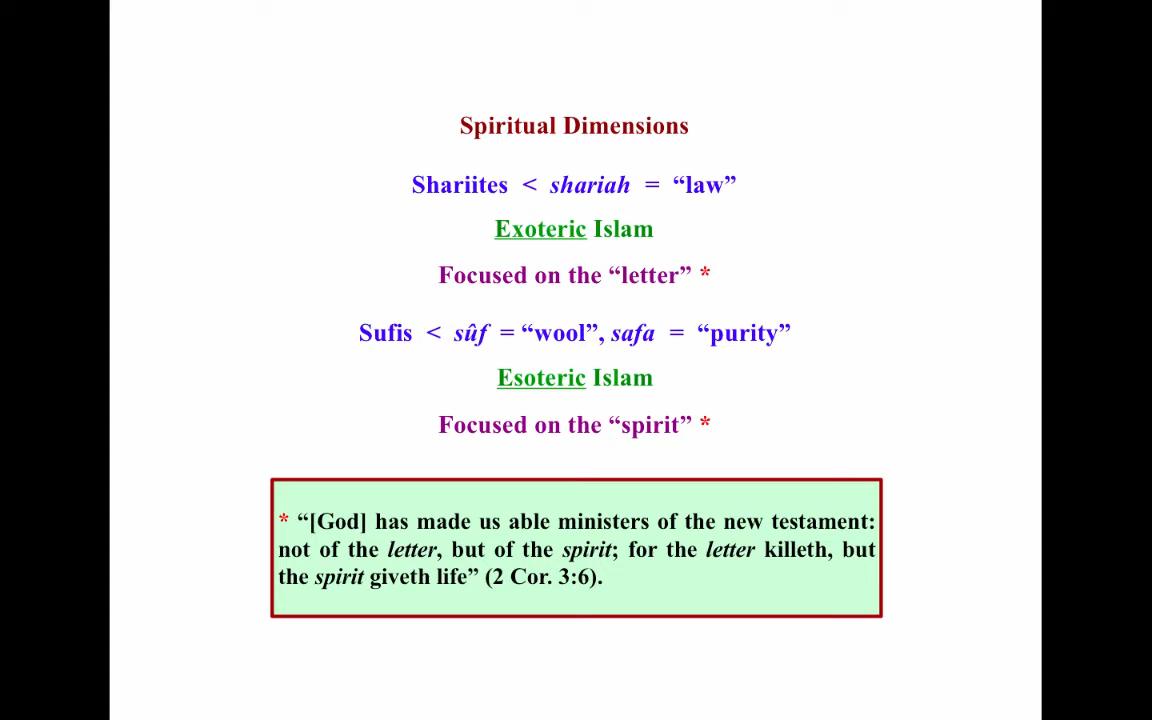 Spiritual Dimensions
Shariites < shariah = “law”
Exoteric Islam
Focused on the “letter” *
Sufis < sûf = “wool”, safa = “purity”
Esoteric Islam
Focused on the “spirit” *
* “[God] has made us able ministers of the new testament:
not of the letter, but of the spirit; for the letter killeth, but
the spirit giveth life” (2 Cor. 3:6).